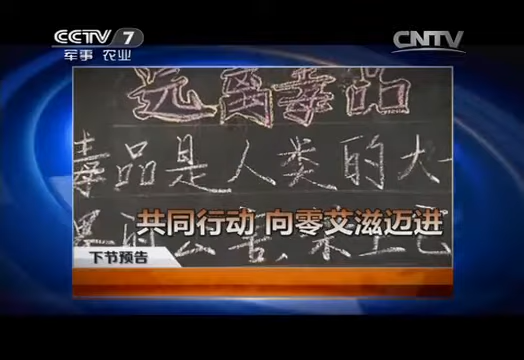 CCTV 7
军事 农业
CNTV
远离毒品
毒品是人类的大
共同行动 向零艾滋迈进
下节预告